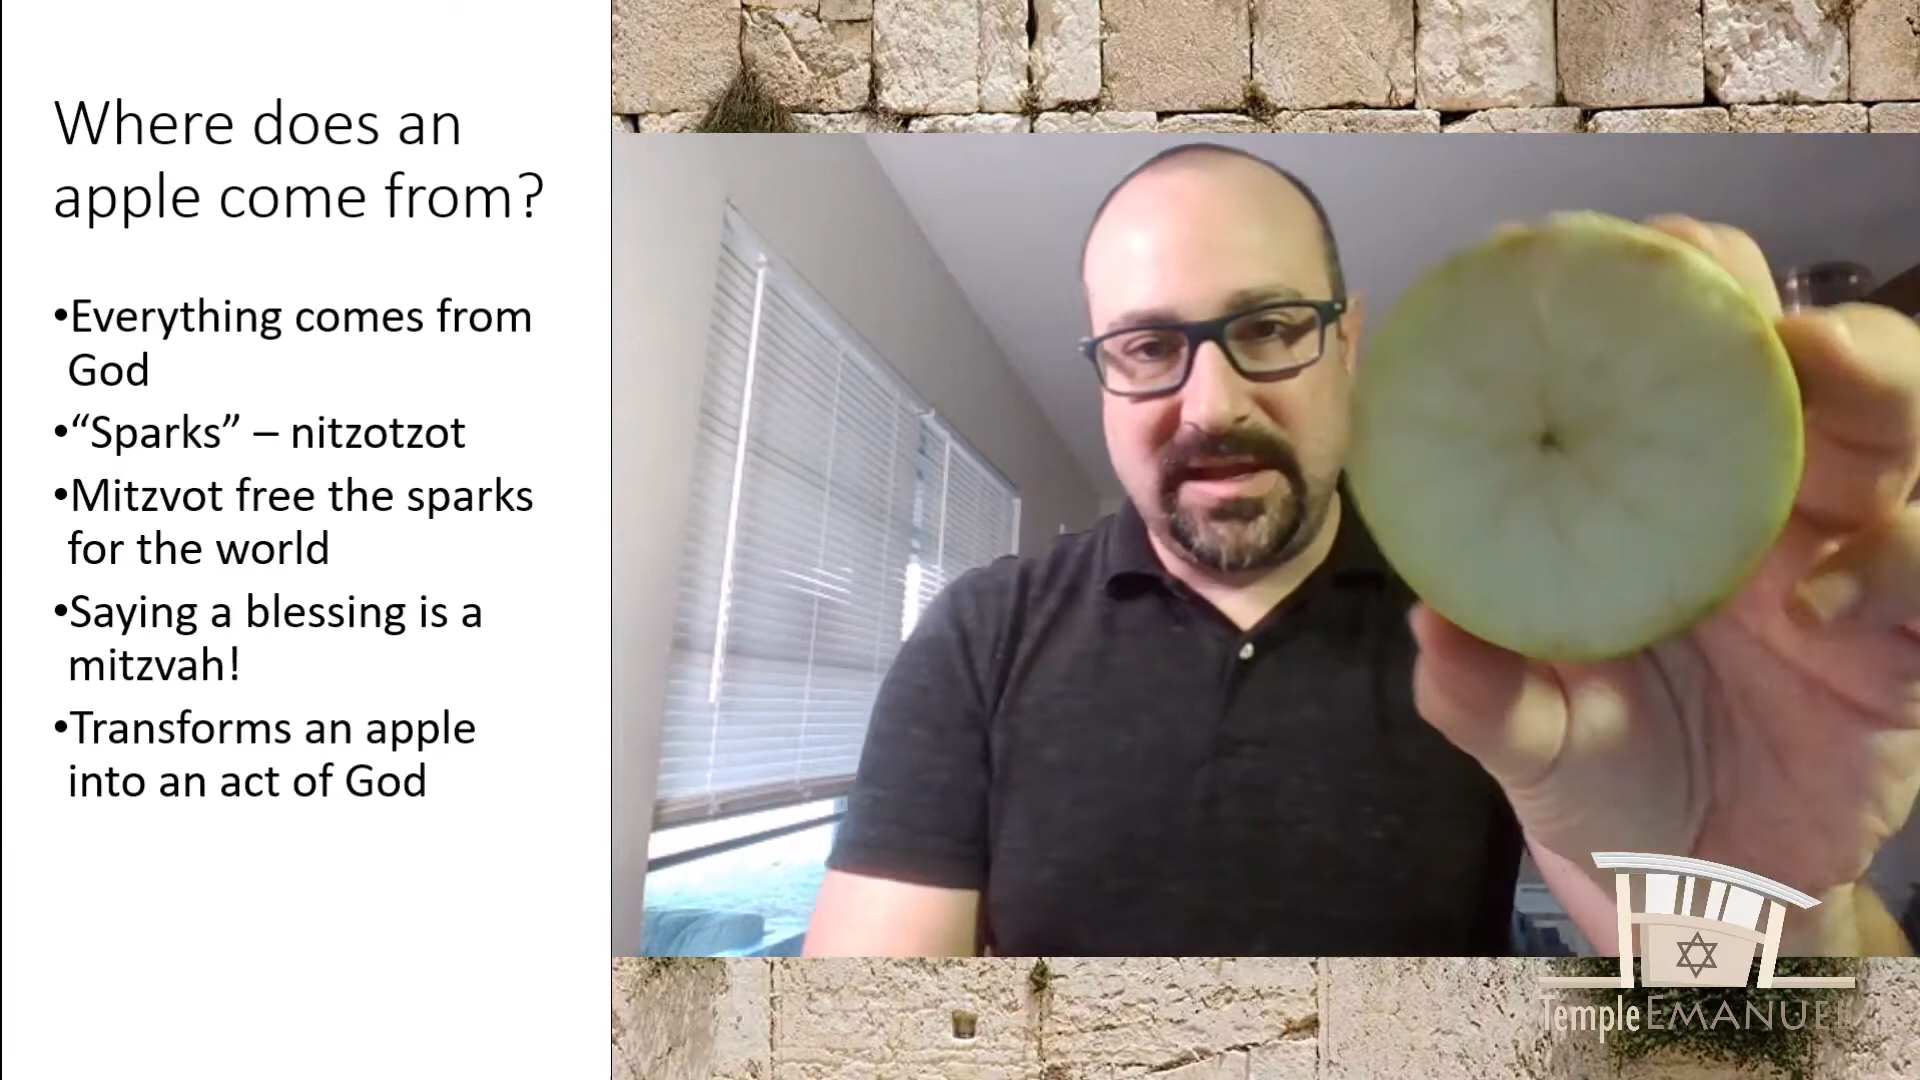 Where does an
apple come from?
•Everything comes from
God
•“Sparks” – nitzotzot
•Mitzvot free the sparks
for the world
•Saying a blessing is a
mitzvah!
•Transforms an apple
into an act of God
Temple EMANUEL